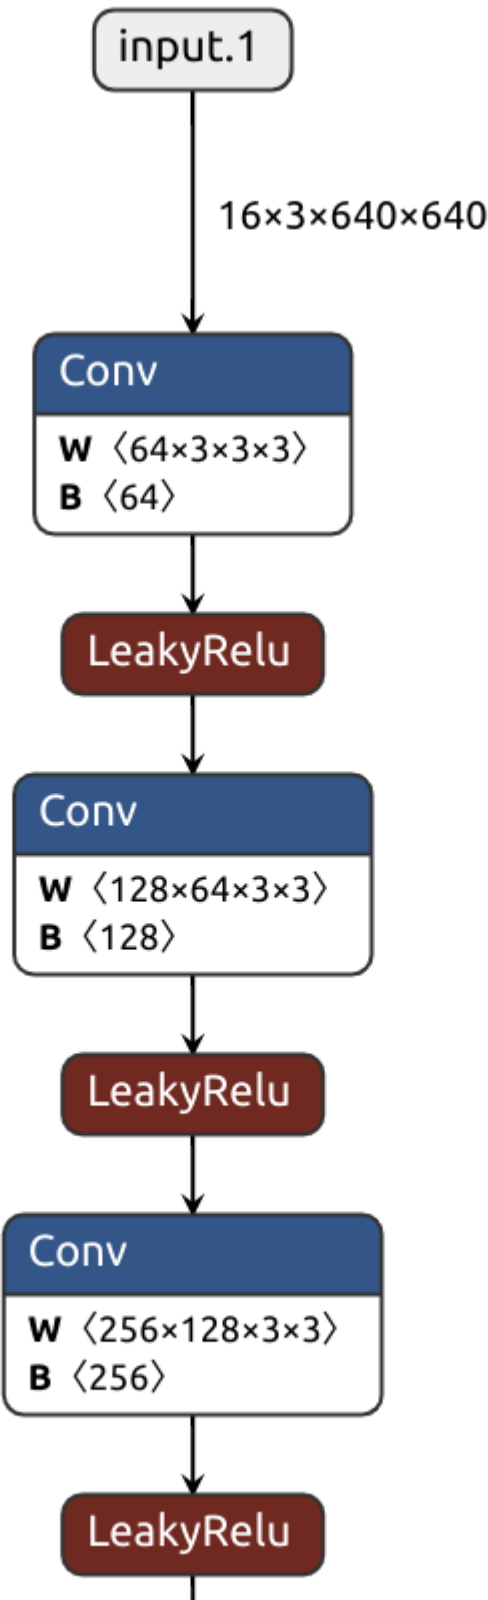 input.1
16×3×640×640
Conv
W 〈64×3×3×3〉
B 〈64〉
LeakyRelu
Conv
W 〈128×64×3×3〉
B 〈128〉
LeakyRelu
Conv
W 〈256×128×3×3〉
B 〈256〉
LeakyRelu